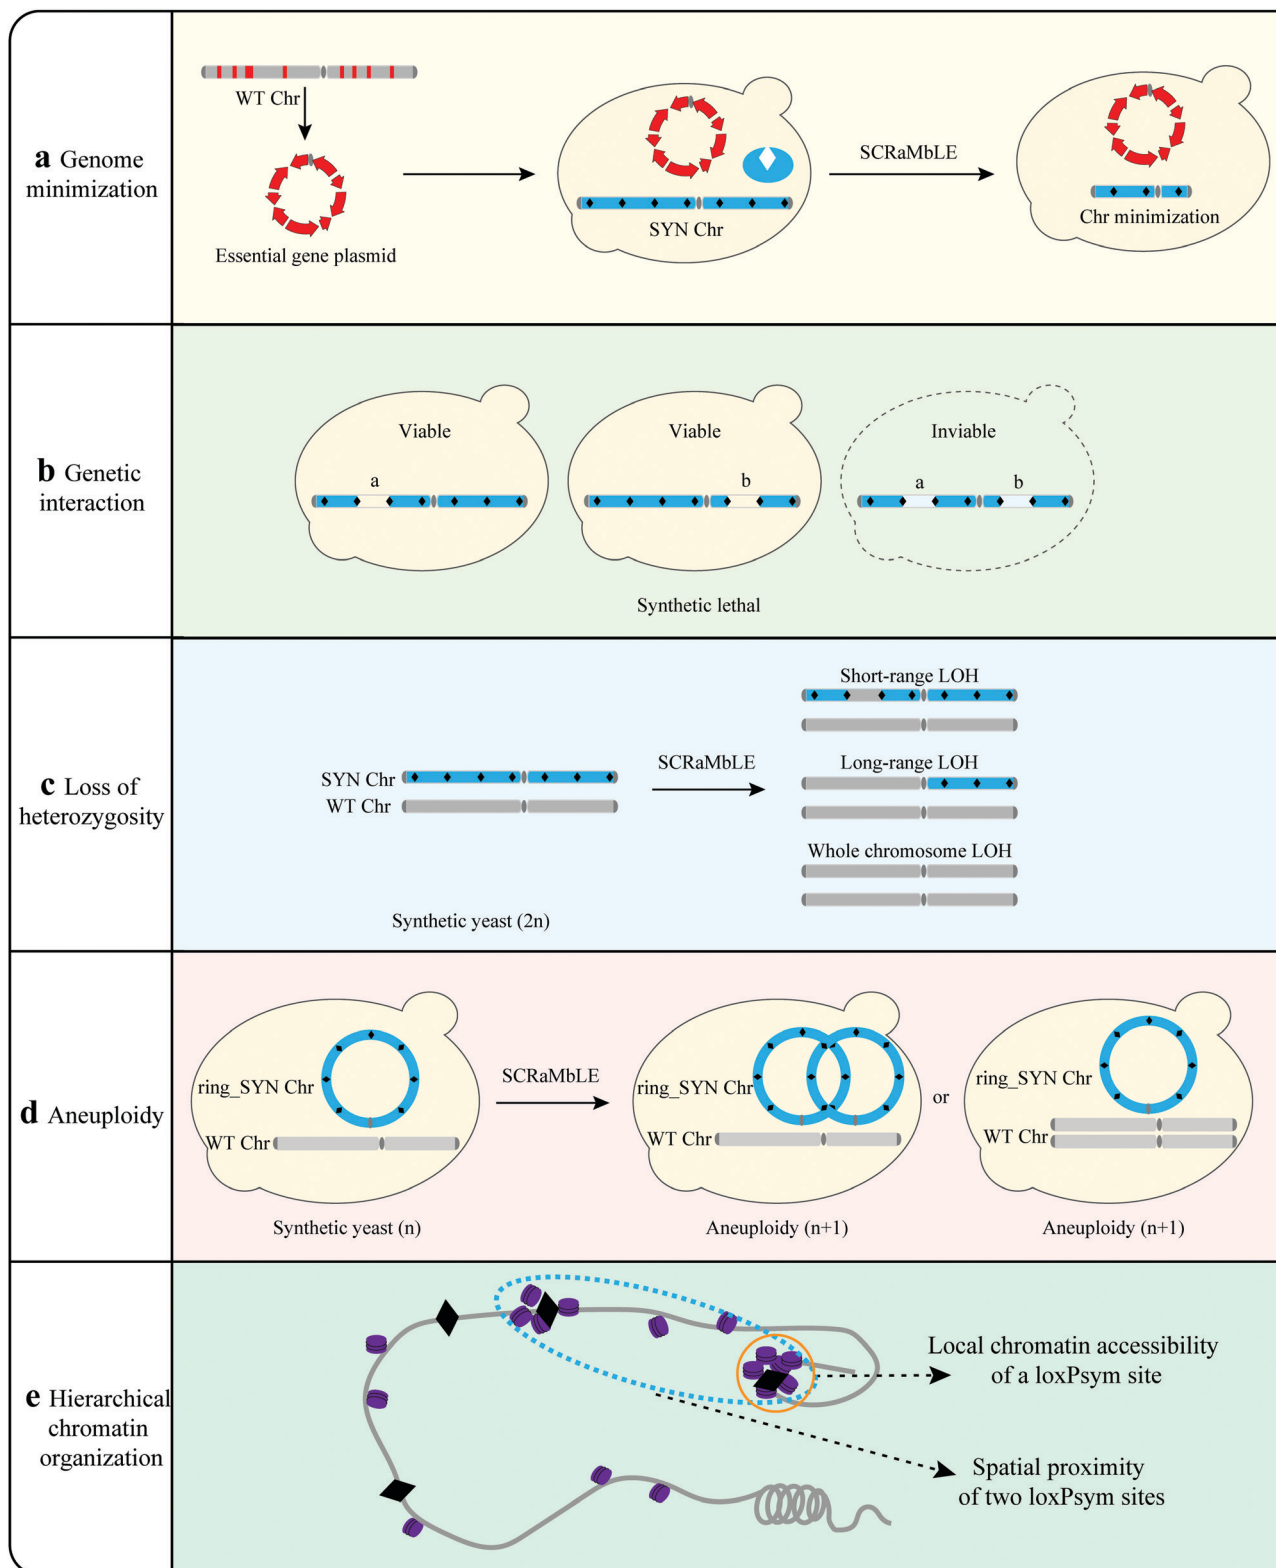 a Genome
minimization
WT Chr
Essential gene plasmid
SYN Chr
SCRaMbLE
Chr minimization
b Genetic
interaction
Viable
a
Viable
b
Inviable
a b
Synthetic lethal
c Loss of
heterozygosity
SYN Chr
WT Chr
Synthetic yeast (2n)
SCRaMbLE
Short-range LOH
Long-range LOH
Whole chromosome LOH
d Aneuploidy
ring_SYN Chr
WT Chr
Synthetic yeast (n)
SCRaMbLE
ring_SYN Chr
WT Chr
Aneuploidy (n+1)
or
ring_SYN Chr
WT Chr
Aneuploidy (n+1)
e Hierarchical
chromatin
organization
Local chromatin accessibility
of a loxPsym site
Spatial proximity
of two loxPsym sites